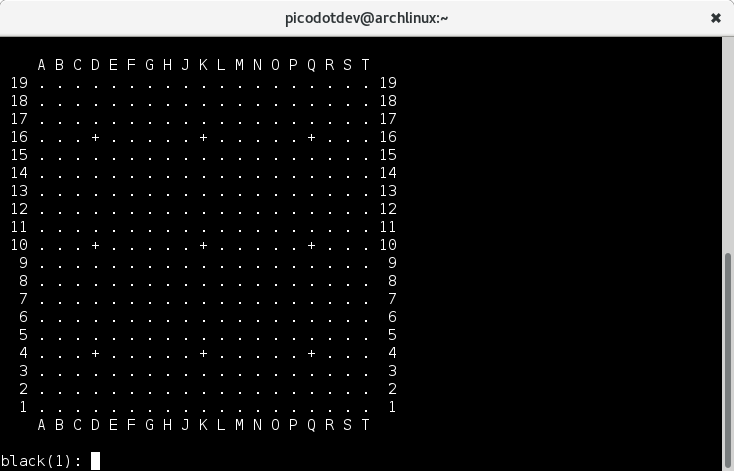 picodotdev@archlinux:~
A B C D E F G H J K L M N O P Q R S T
19 . . . . . . . . . . . . . . . . . . . 19
18 . . . . . . . . . . . . . . . . . . . 18
17 . . . . . . . . . . . . . . . . . . . 17
16 . . . + . . . . . + . . . . . + . . . 16
15 . . . . . . . . . . . . . . . . . . . 15
14 . . . . . . . . . . . . . . . . . . . 14
13 . . . . . . . . . . . . . . . . . . . 13
12 . . . . . . . . . . . . . . . . . . . 12
11 . . . . . . . . . . . . . . . . . . . 11
10 . . . + . . . . . + . . . . . + . . . 10
9 . . . . . . . . . . . . . . . . . . . 9
8 . . . . . . . . . . . . . . . . . . . 8
7 . . . . . . . . . . . . . . . . . . . 7
6 . . . . . . . . . . . . . . . . . . . 6
5 . . . . . . . . . . . . . . . . . . . 5
4 . . . + . . . . . + . . . . . + . . . 4
3 . . . . . . . . . . . . . . . . . . . 3
2 . . . . . . . . . . . . . . . . . . . 2
1 . . . . . . . . . . . . . . . . . . . 1
A B C D E F G H J K L M N O P Q R S T
black(1):